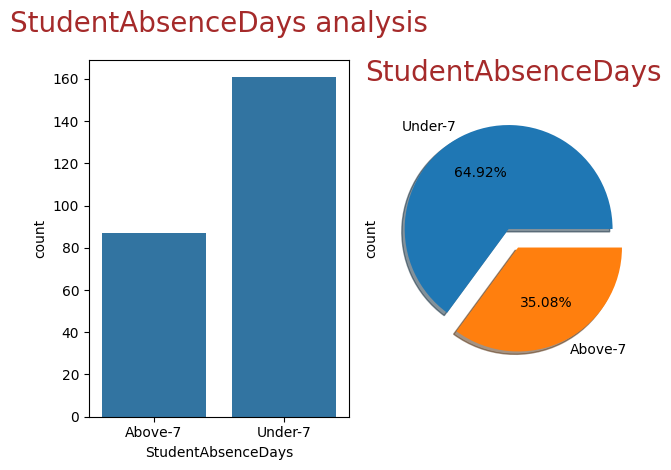 StudentAbsenceDays analysis
160
140
120
100
80
60
40
20
0
count
Above-7
Under-7
StudentAbsenceDays
StudentAbsenceDays
count
Under-7
64.92%
35.08%
Above-7